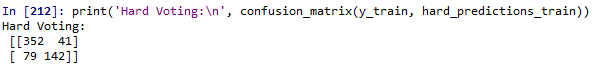 In [212]: print('Hard Voting:\n', confusion_matrix(y_train, hard_predictions_train))
Hard Voting:
 [[352  41]
 [ 79 142]]